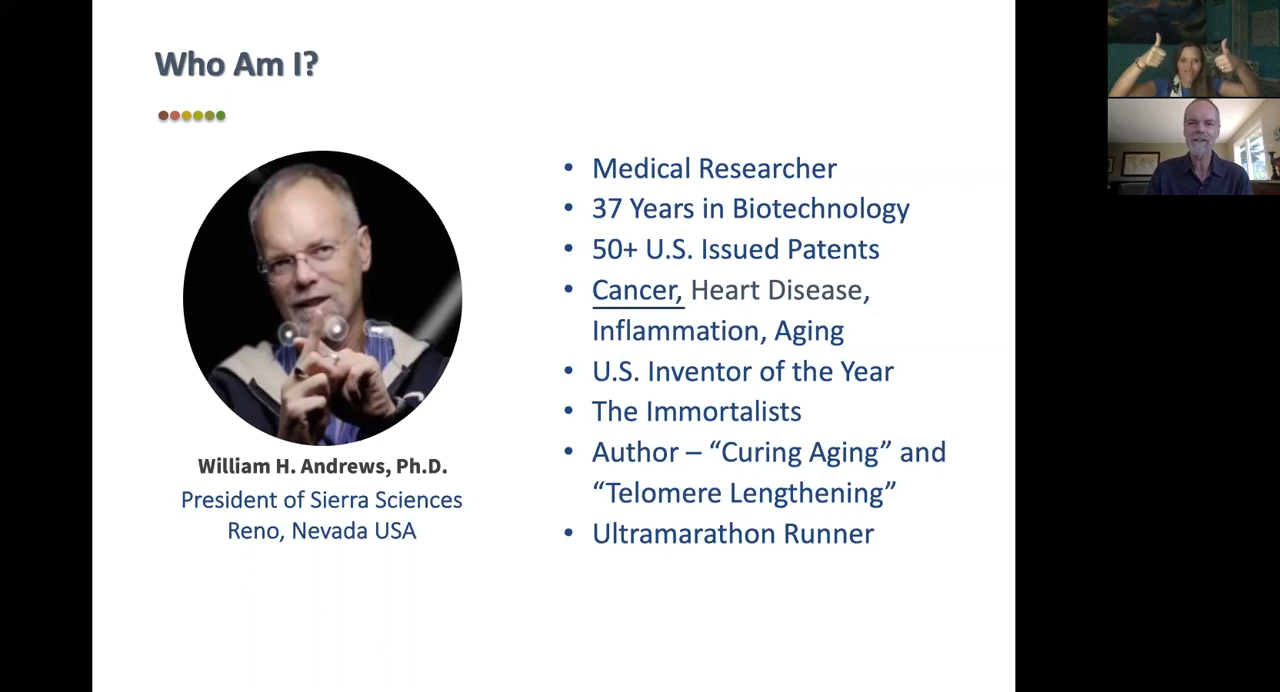 Who Am I?
• Medical Researcher
• 37 Years in Biotechnology
• 50+ U.S. Issued Patents
• Cancer, Heart Disease,
Inflammation, Aging
• U.S. Inventor of the Year
• The Immortalists
• Author – “Curing Aging” and
“Telomere Lengthening”
• Ultramarathon Runner
William H. Andrews, Ph.D.
President of Sierra Sciences
Reno, Nevada USA